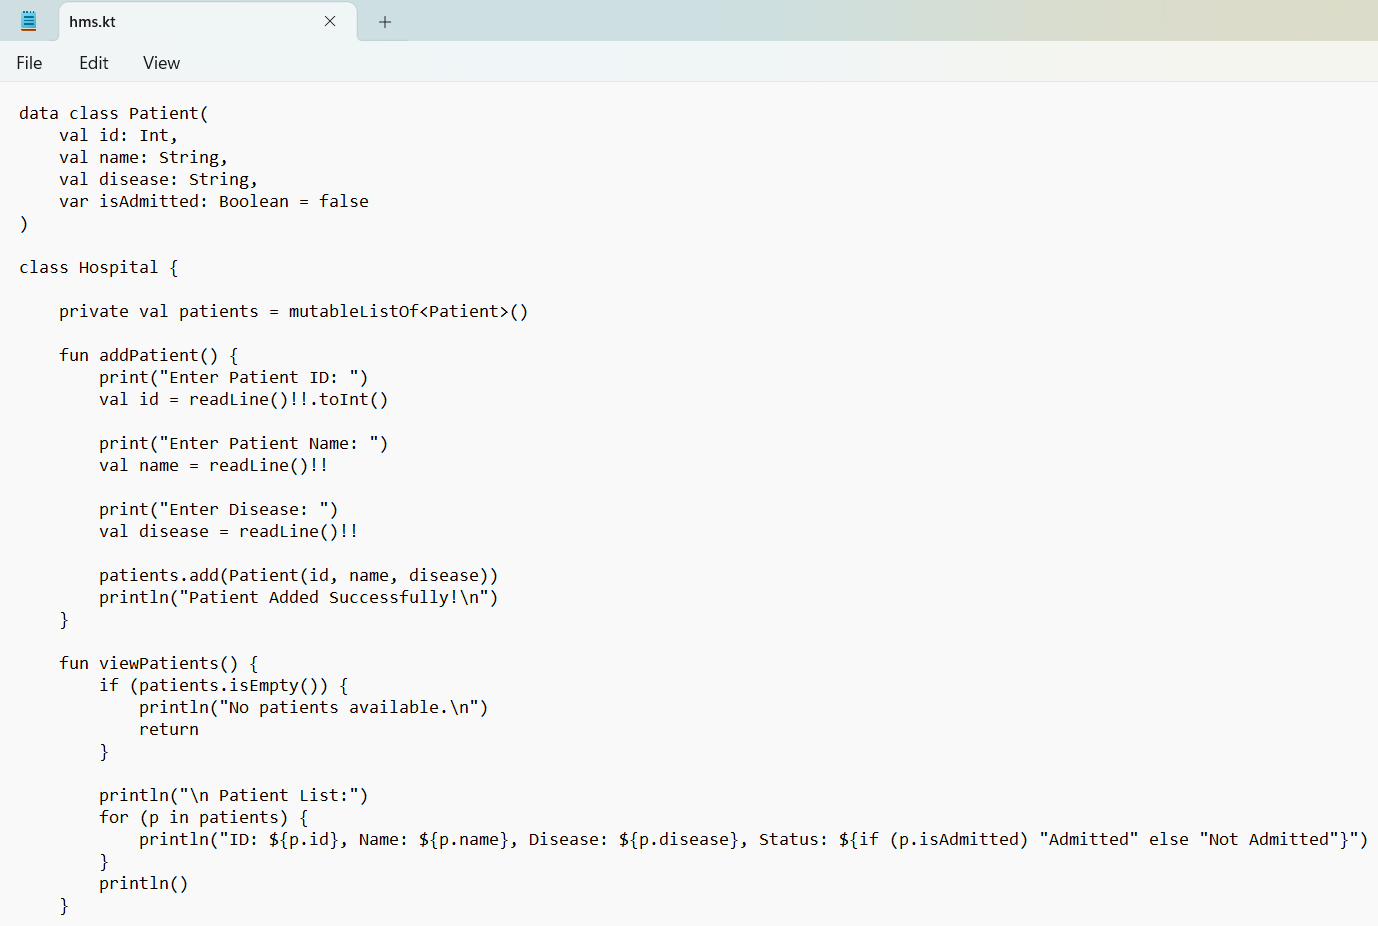 hms.kt
File Edit View
data class Patient(
    val id: Int,
    val name: String,
    val disease: String,
    var isAdmitted: Boolean = false
)
class Hospital {
    private val patients = mutableListOf<Patient>()
    fun addPatient() {
        print("Enter Patient ID: ")
        val id = readLine()!!.toInt()
        print("Enter Patient Name: ")
        val name = readLine()!!
        print("Enter Disease: ")
        val disease = readLine()!!
        patients.add(Patient(id, name, disease))
        println("Patient Added Successfully!\n")
    }
    fun viewPatients() {
        if (patients.isEmpty()) {
            println("No patients available.\n")
            return
        }
        println("\n Patient List:")
        for (p in patients) {
            println("ID: ${p.id}, Name: ${p.name}, Disease: ${p.disease}, Status: ${if (p.isAdmitted) "Admitted" else "Not Admitted"}")
        }
        println()
    }